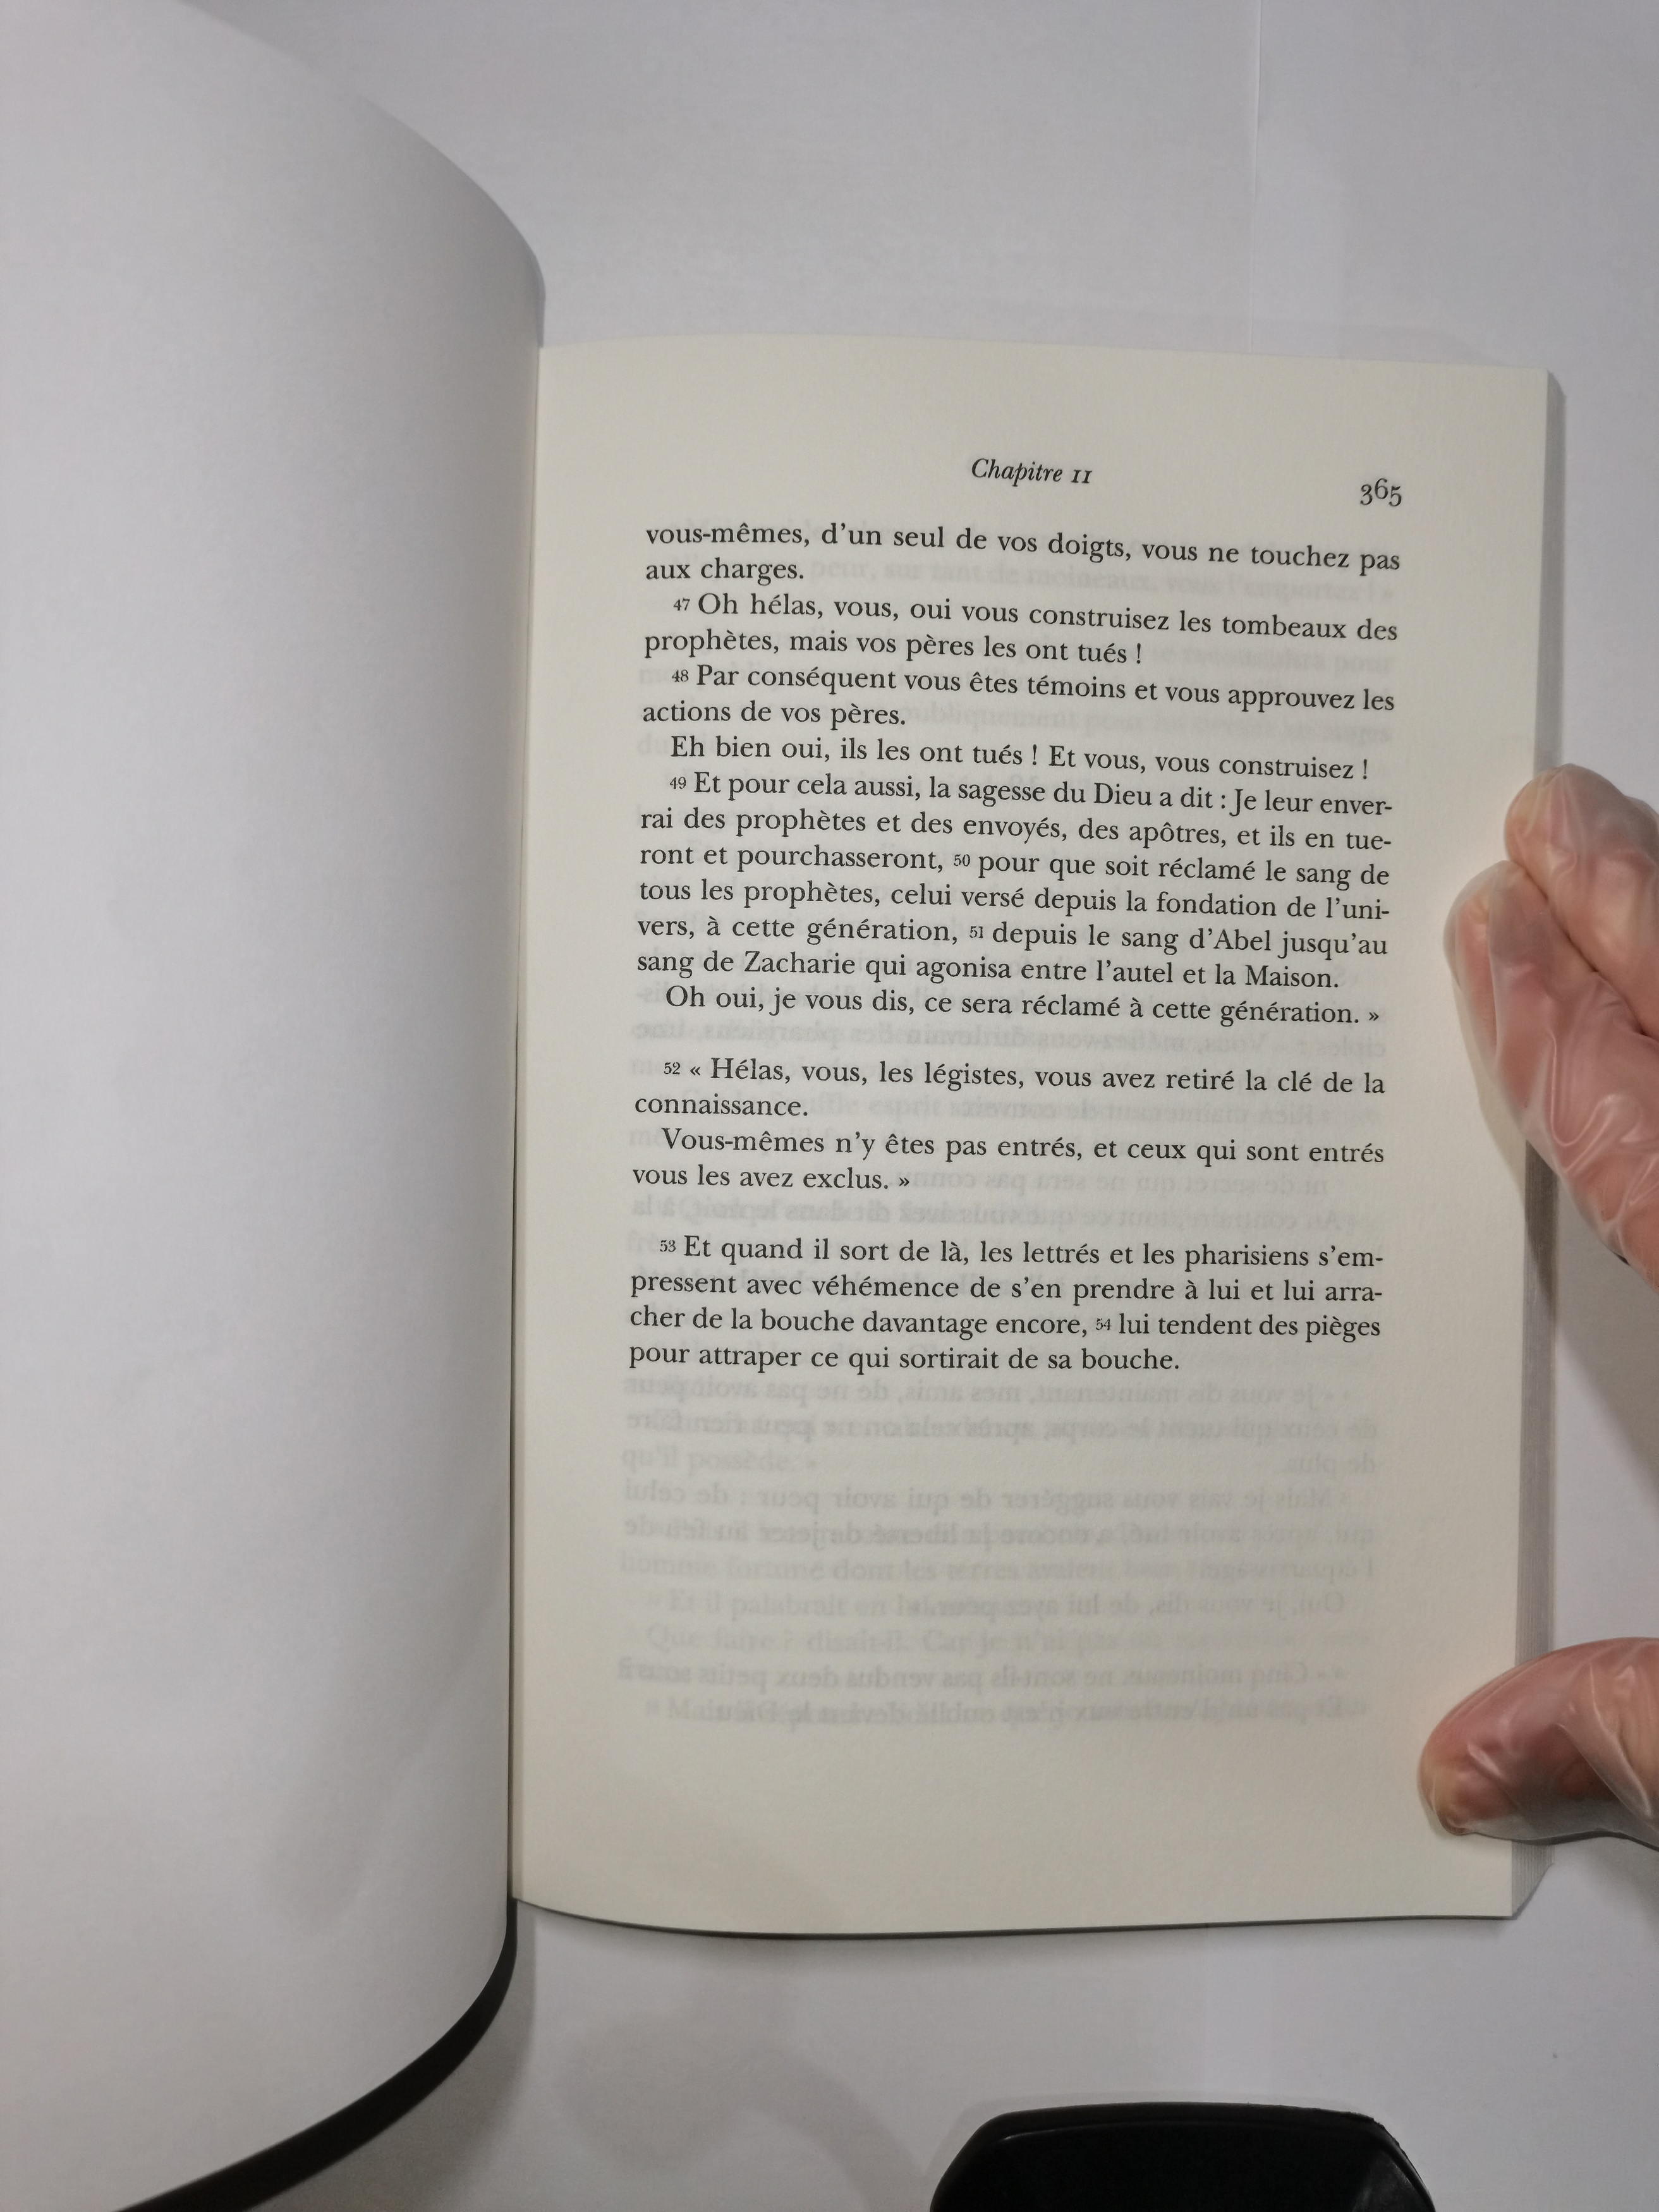 Chapitre 11
365
vous-mêmes, d'un seul de vos doigts, vous ne touchez pas
aux charges.
47 Oh hélas, vous, oui vous construisez les tombeaux des
prophètes, mais vos pères les ont tués !
48 Par conséquent vous êtes témoins et vous approuvez les
actions de vos pères.
Eh bien oui, ils les ont tués ! Et vous, vous construisez !
49 Et pour cela aussi, la sagesse du Dieu a dit : Je leur enver-
rai des prophètes et des envoyés, des apôtres, et ils en tue-
ront et pourchasseront, 50 pour que soit réclamé le sang de
tous les prophètes, celui versé depuis la fondation de l'uni-
vers, à cette génération, 51 depuis le sang d'Abel jusqu'au
sang de Zacharie qui agonisa entre l'autel et la Maison.
Oh oui, je vous dis, ce sera réclamé à cette génération. »
52 « Hélas, vous, les légistes, vous avez retiré la clé de la
connaissance.
Vous-mêmes n'y êtes pas entrés, et ceux qui sont entrés
vous les avez exclus. »
53 Et quand il sort de là, les lettrés et les pharisiens s'em-
pressent avec véhémence de s'en prendre à lui et lui arra-
cher de la bouche davantage encore, 54 lui tendent des pièges
pour attraper ce qui sortirait de sa bouche.